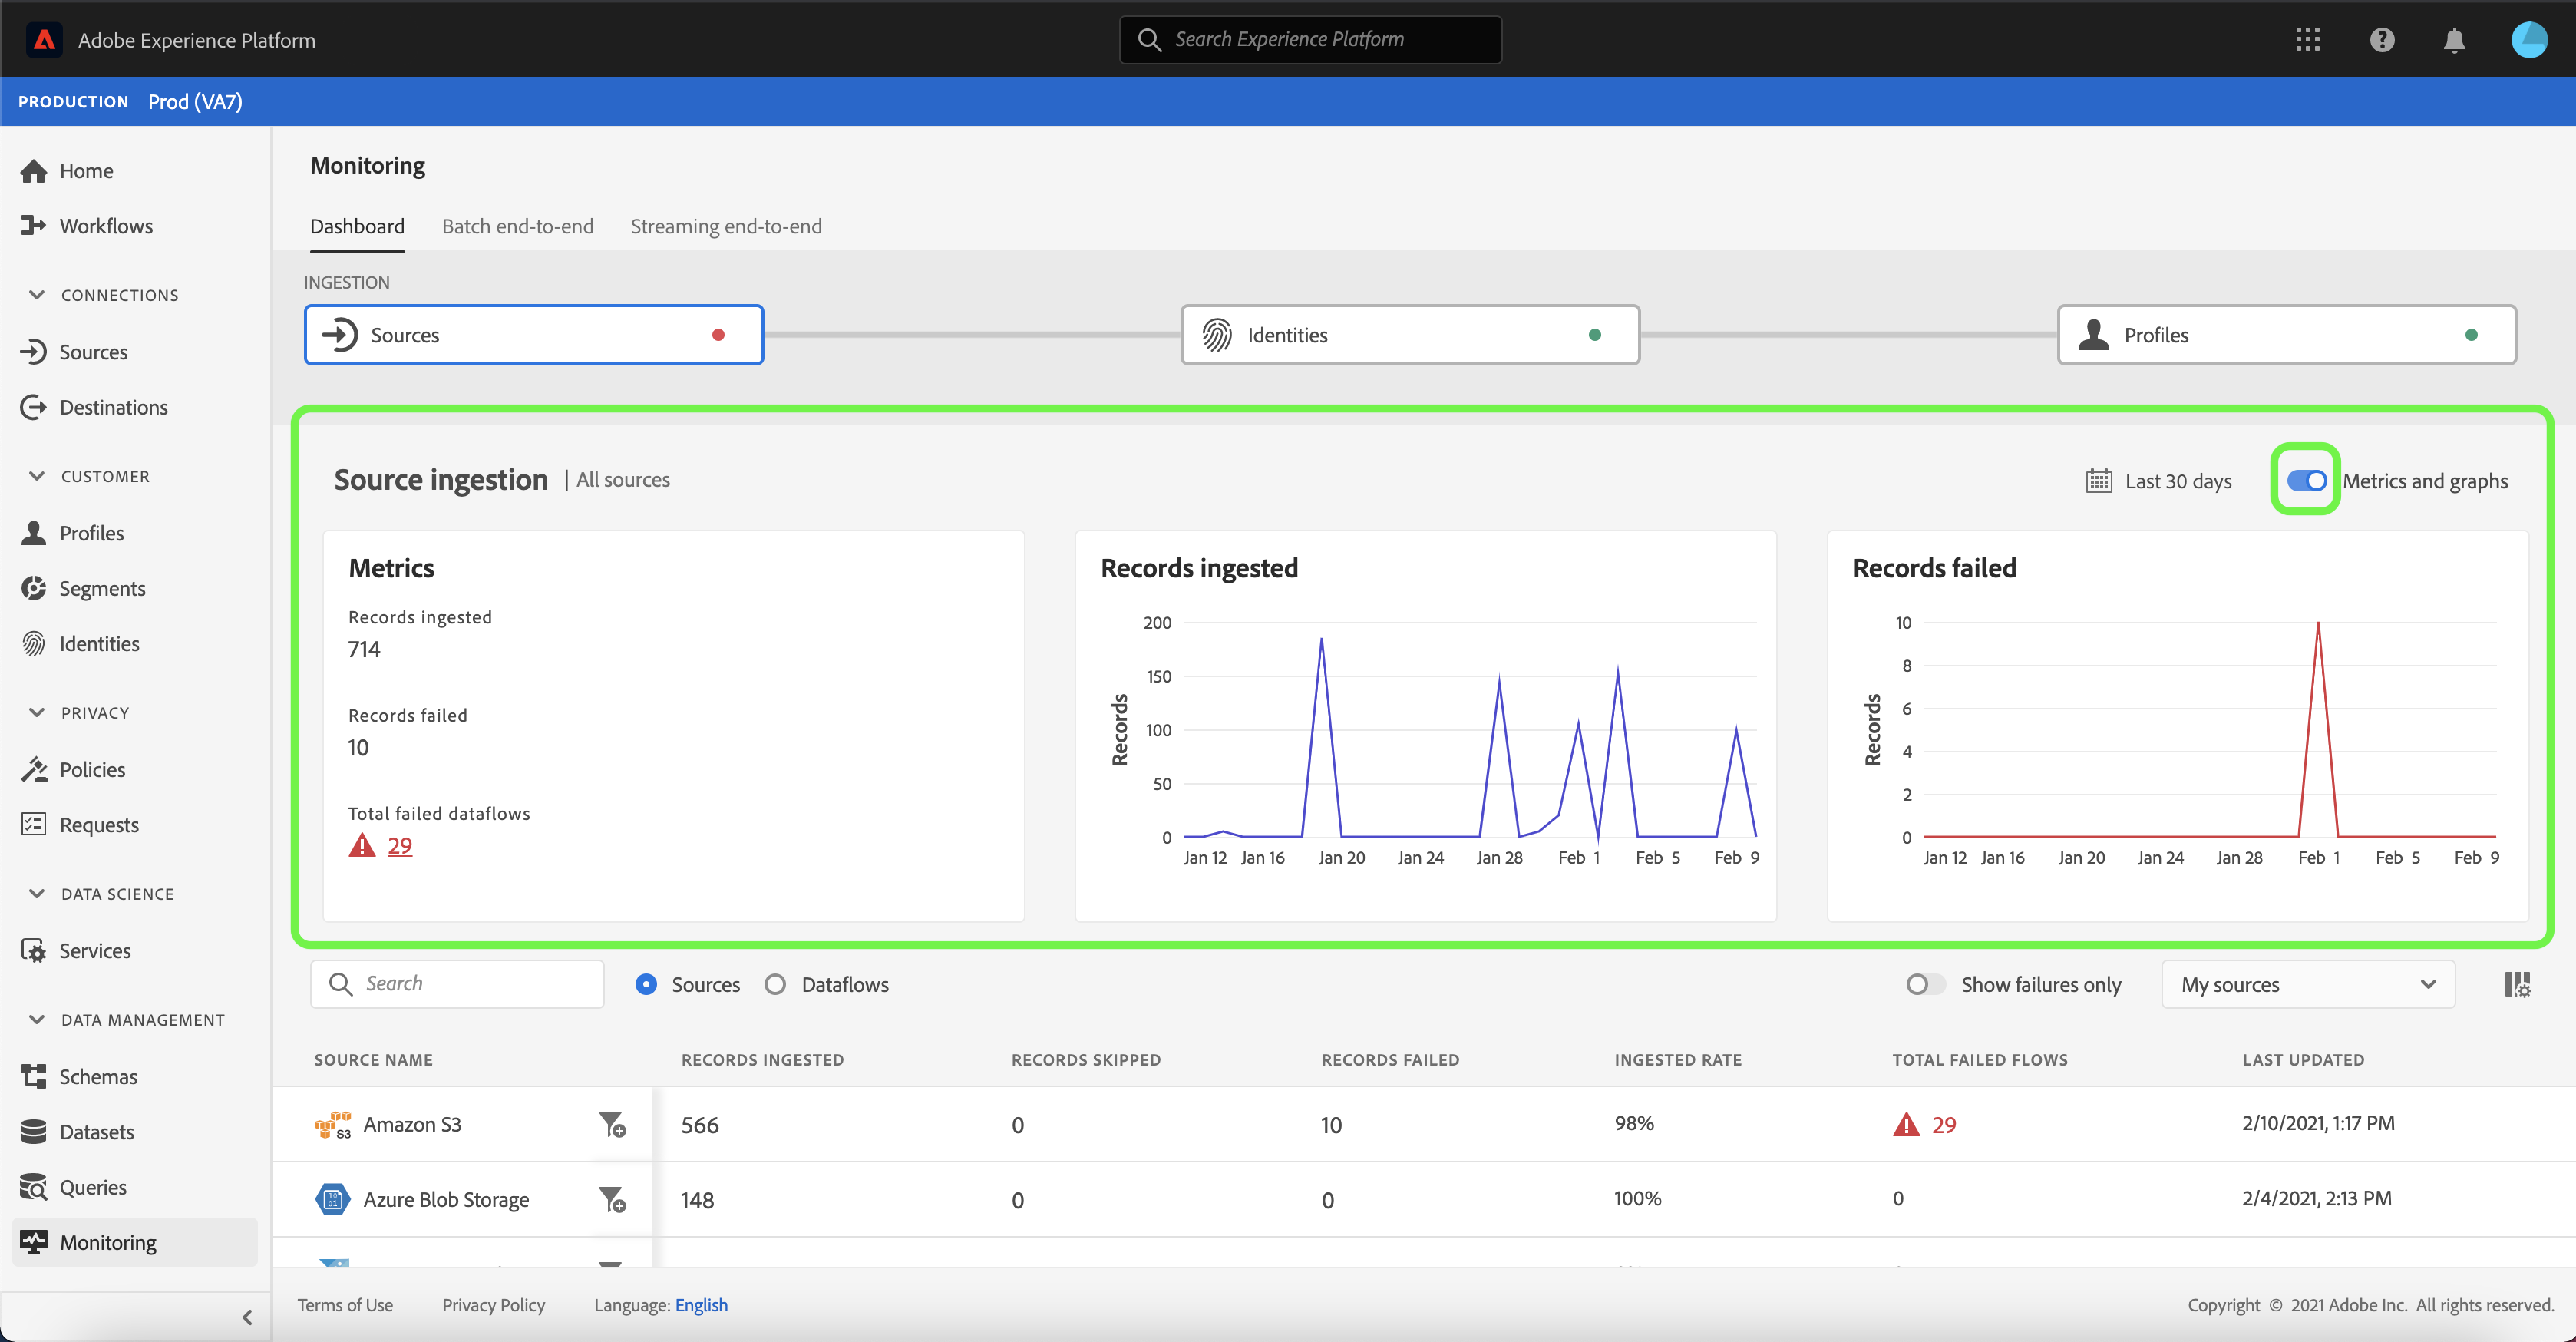 Adobe Experience Platform
Search Experience Platform
PRODUCTION Prod (VA7)
Home
Workflows
CONNECTIONS
Sources
Destinations
CUSTOMER
Profiles
Segments
Identities
PRIVACY
Policies
Requests
DATA SCIENCE
Services
DATA MANAGEMENT
Schemas
Datasets
Queries
Monitoring
Monitoring
Dashboard Batch end-to-end Streaming end-to-end
INGESTION
Sources Identities Profiles
Source ingestion | All sources
Last 30 days Metrics and graphs
Metrics
Records ingested
714
Records failed
10
Total failed dataflows
29
Records ingested
Records
200
150
100
50
0
Jan 12 Jan 16 Jan 20 Jan 24 Jan 28 Feb 1 Feb 5 Feb 9
Records failed
Records
10
8
6
4
2
0
Jan 12 Jan 16 Jan 20 Jan 24 Jan 28 Feb 1 Feb 5 Feb 9
Search Sources Dataflows Show failures only My sources
SOURCE NAME RECORDS INGESTED RECORDS SKIPPED RECORDS FAILED INGESTED RATE TOTAL FAILED FLOWS LAST UPDATED
S3 Amazon S3 566 0 10 98% 29 2/10/2021, 1:17 PM
Azure Blob Storage 148 0 0 100% 0 2/4/2021, 2:13 PM
Terms of Use Privacy Policy Language: English Copyright © 2021 Adobe Inc. All rights reserved.